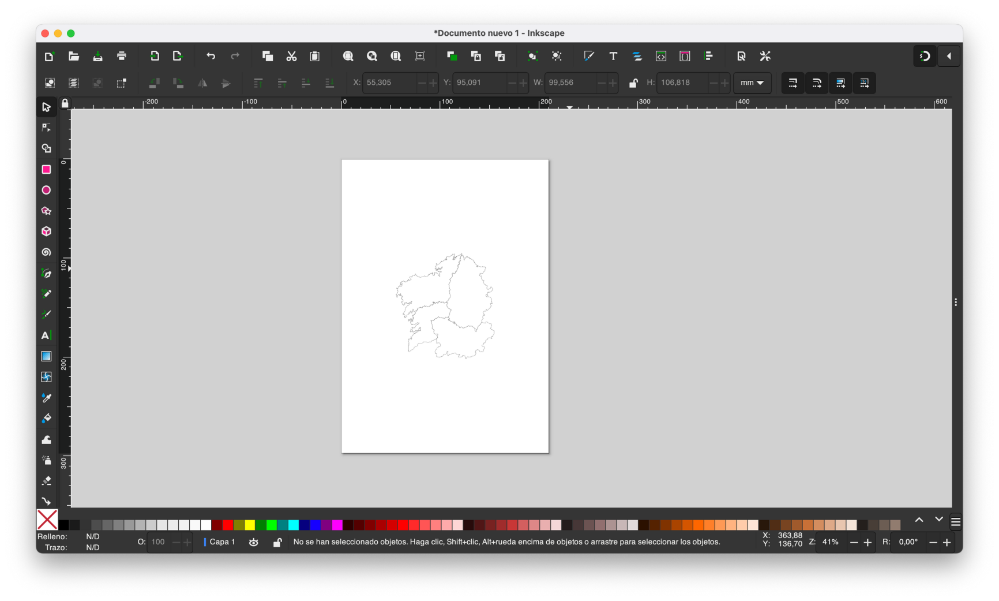 *Documento nuevo 1 - Inkscape
X: 55,305 Y: 95,091 W: 99,556 H: 106,818 mm
-200 -100 0 100 200 300 400 500 600
0
100
200
300
Relleno: N/D
Trazo: N/D
O: 100
Capa 1
No se han seleccionado objetos. Haga clic, Shift+clic, Alt+rueda encima de objetos o arrastre para seleccionar los objetos.
X: 363,88
Y: 136,70
Z: 41%
R: 0,00°